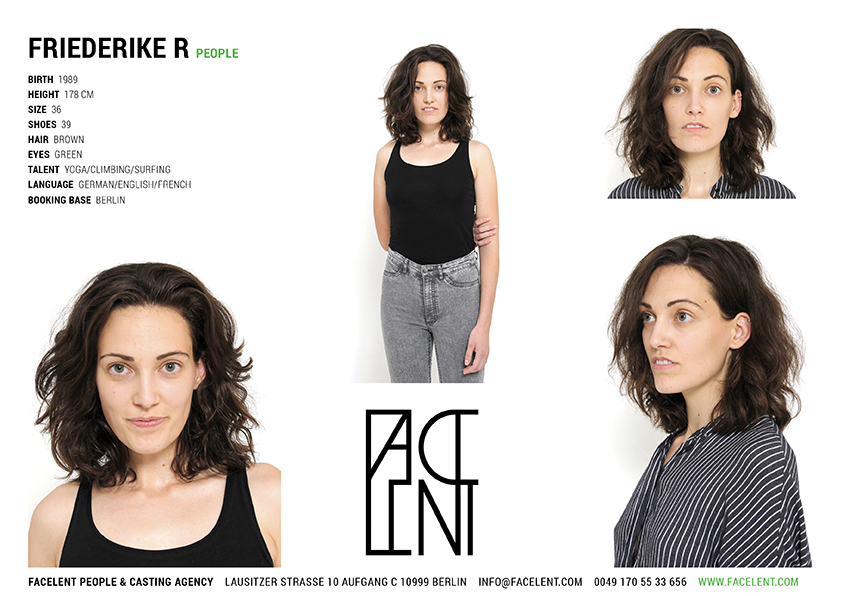 FRIEDERIKE R PEOPLE
BIRTH 1989
HEIGHT 178 CM
SIZE 36
SHOES 39
HAIR BROWN
EYES GREEN
TALENT YOGA/CLIMBING/SURFING
LANGUAGE GERMAN/ENGLISH/FRENCH
BOOKING BASE BERLIN
FACE
LENT
FACELENT PEOPLE & CASTING AGENCY LAUSITZER STRASSE 10 AUFGANG C 10999 BERLIN INFO@FACELENT.COM 0049 170 55 33 656 WWW.FACELENT.COM